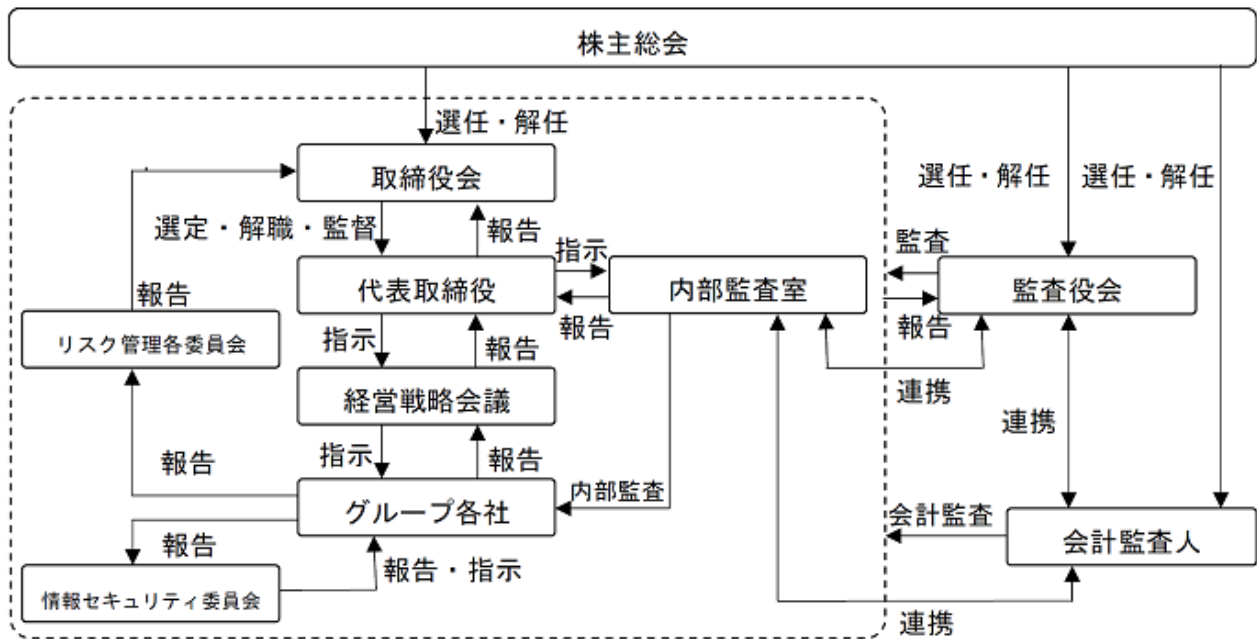 株主総会
選任・解任
取締役会
選任・解任
選任・解任
選定・解職・監督
報告
指示
監査
代表取締役
内部監査室
監査役会
報告
報告
報告
リスク管理各委員会
指示
報告
連携
経営戦略会議
連携
報告
指示
報告
内部監査
グループ各社
会計監査
会計監査人
報告
報告・指示
情報セキュリティ委員会
連携